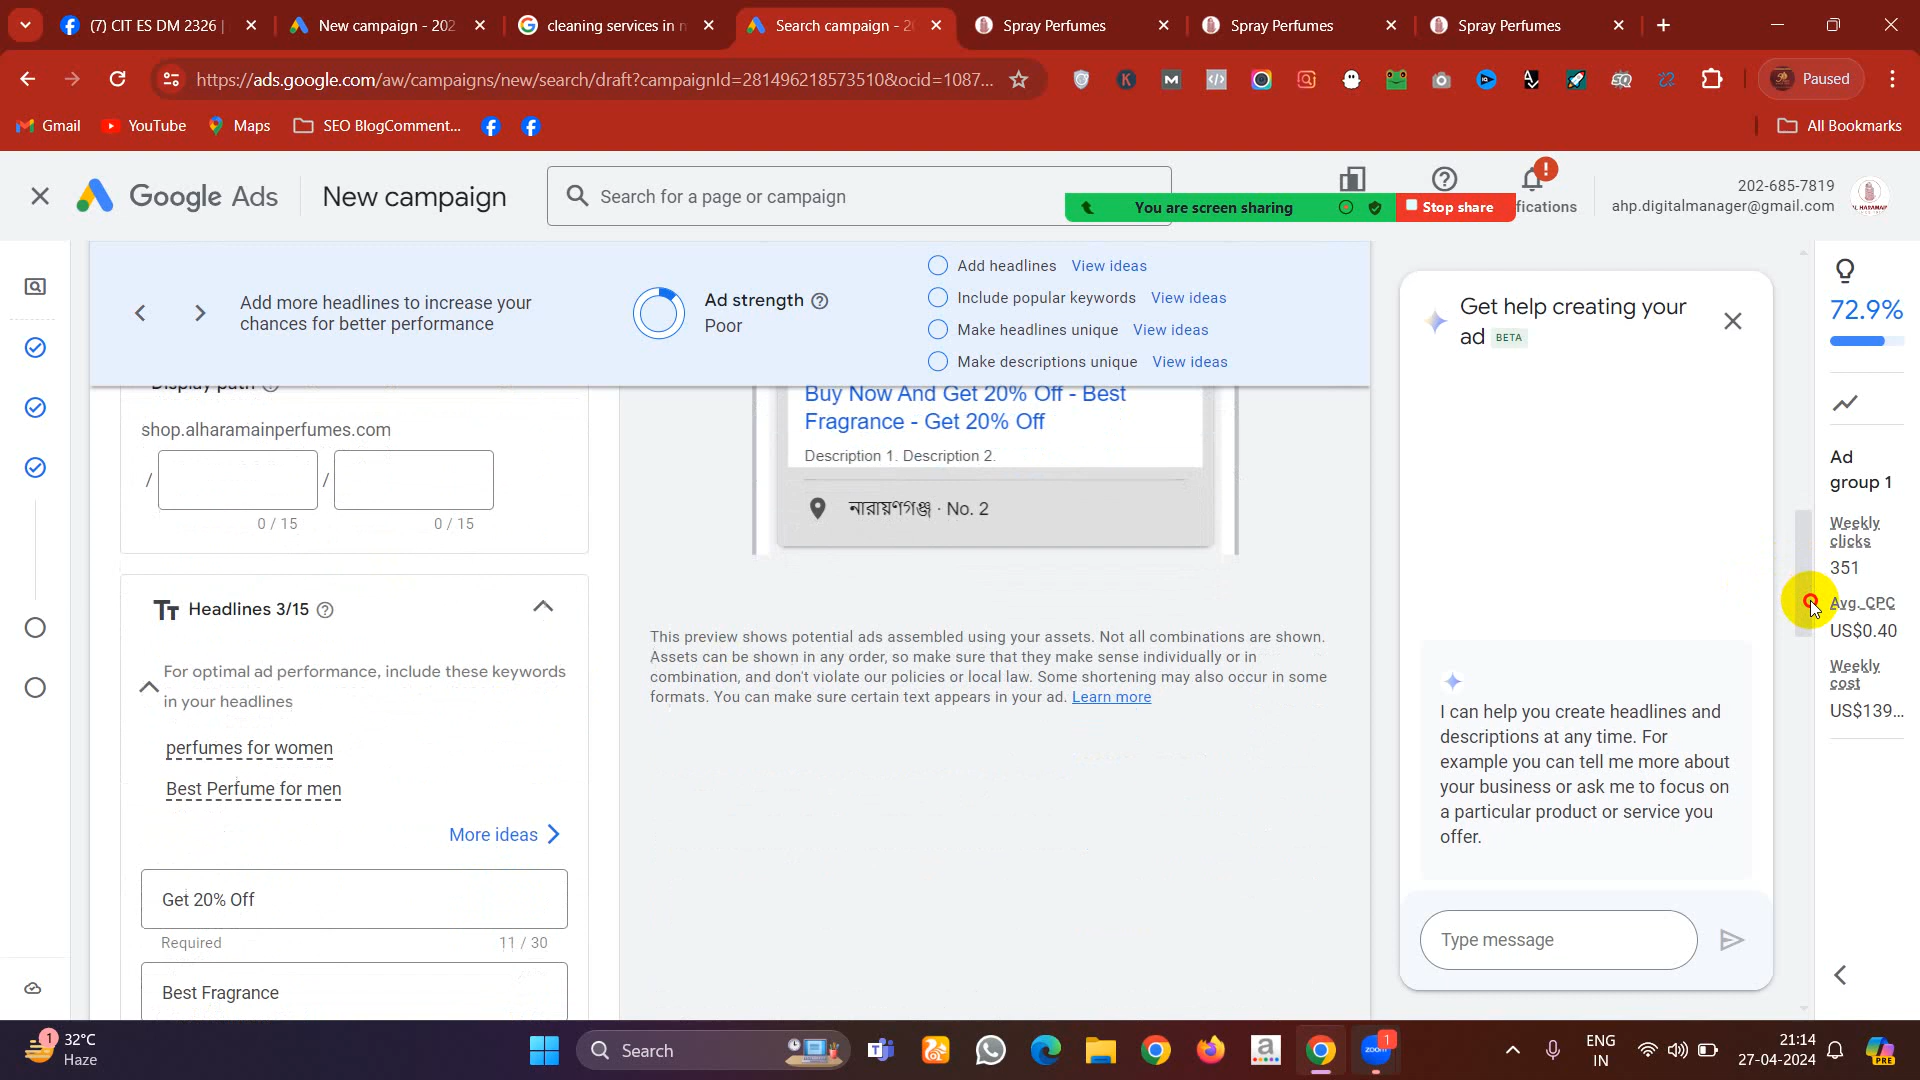 (7) CIT ES DM 2326
New campaign - 202
cleaning services in n
Search campaign - 2
Spray Perfumes
Spray Perfumes
Spray Perfumes
https://ads.google.com/aw/campaigns/new/search/draft?campaignId=281496218573510&ocid=1087...
Paused
Gmail
YouTube
Maps
SEO BlogComment...
All Bookmarks
Google Ads
New campaign
Search for a page or campaign
You are screen sharing
Stop share
fications
202-685-7819
ahp.digitalmanager@gmail.com
Add more headlines to increase your
chances for better performance
Ad strength
Poor
Add headlines View ideas
Include popular keywords View ideas
Make headlines unique View ideas
Make descriptions unique View ideas
Display path
shop.alharamainperfumes.com
/ /
0 / 15 0 / 15
Headlines 3/15
For optimal ad performance, include these keywords
in your headlines
perfumes for women
Best Perfume for men
More ideas
Get 20% Off
Required 11 / 30
Best Fragrance
Buy Now And Get 20% Off - Best
Fragrance - Get 20% Off
Description 1. Description 2.
নারায়ণগঞ্জ · No. 2
This preview shows potential ads assembled using your assets. Not all combinations are shown.
Assets can be shown in any order, so make sure that they make sense individually or in
combination, and don't violate our policies or local law. Some shortening may also occur in some
formats. You can make sure certain text appears in your ad. Learn more
Get help creating your
ad BETA
I can help you create headlines and
descriptions at any time. For
example you can tell me more about
your business or ask me to focus on
a particular product or service you
offer.
Type message
72.9%
Ad
group 1
Weekly
clicks
351
Avg. CPC
US$0.40
Weekly
cost
US$139...
1
32°C
Haze
Search
zoom
1
ENG
IN
21:14
27-04-2024
PRE